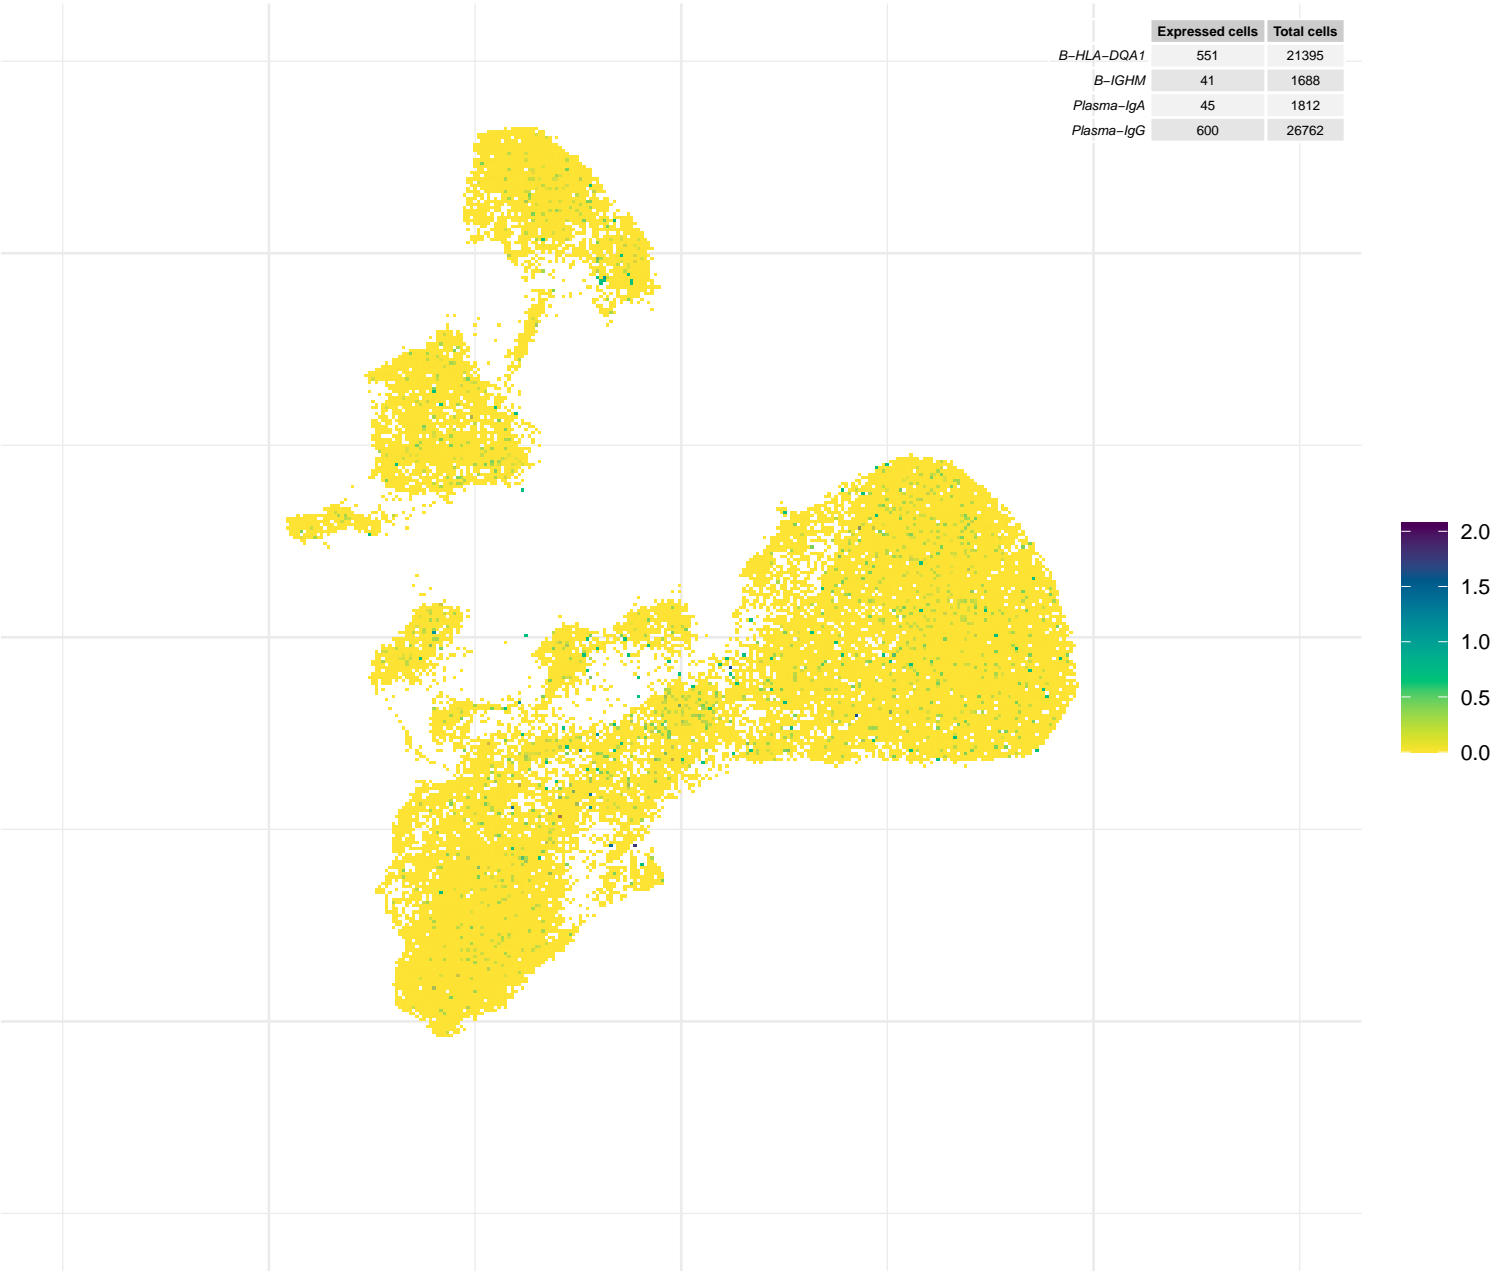 Expressed cells Total cells
B−HLA−DQA1 551 21395
B−IGHM 41 1688
Plasma−IgA 45 1812
Plasma−IgG 600 26762
2.0
1.5
1.0
0.5
0.0